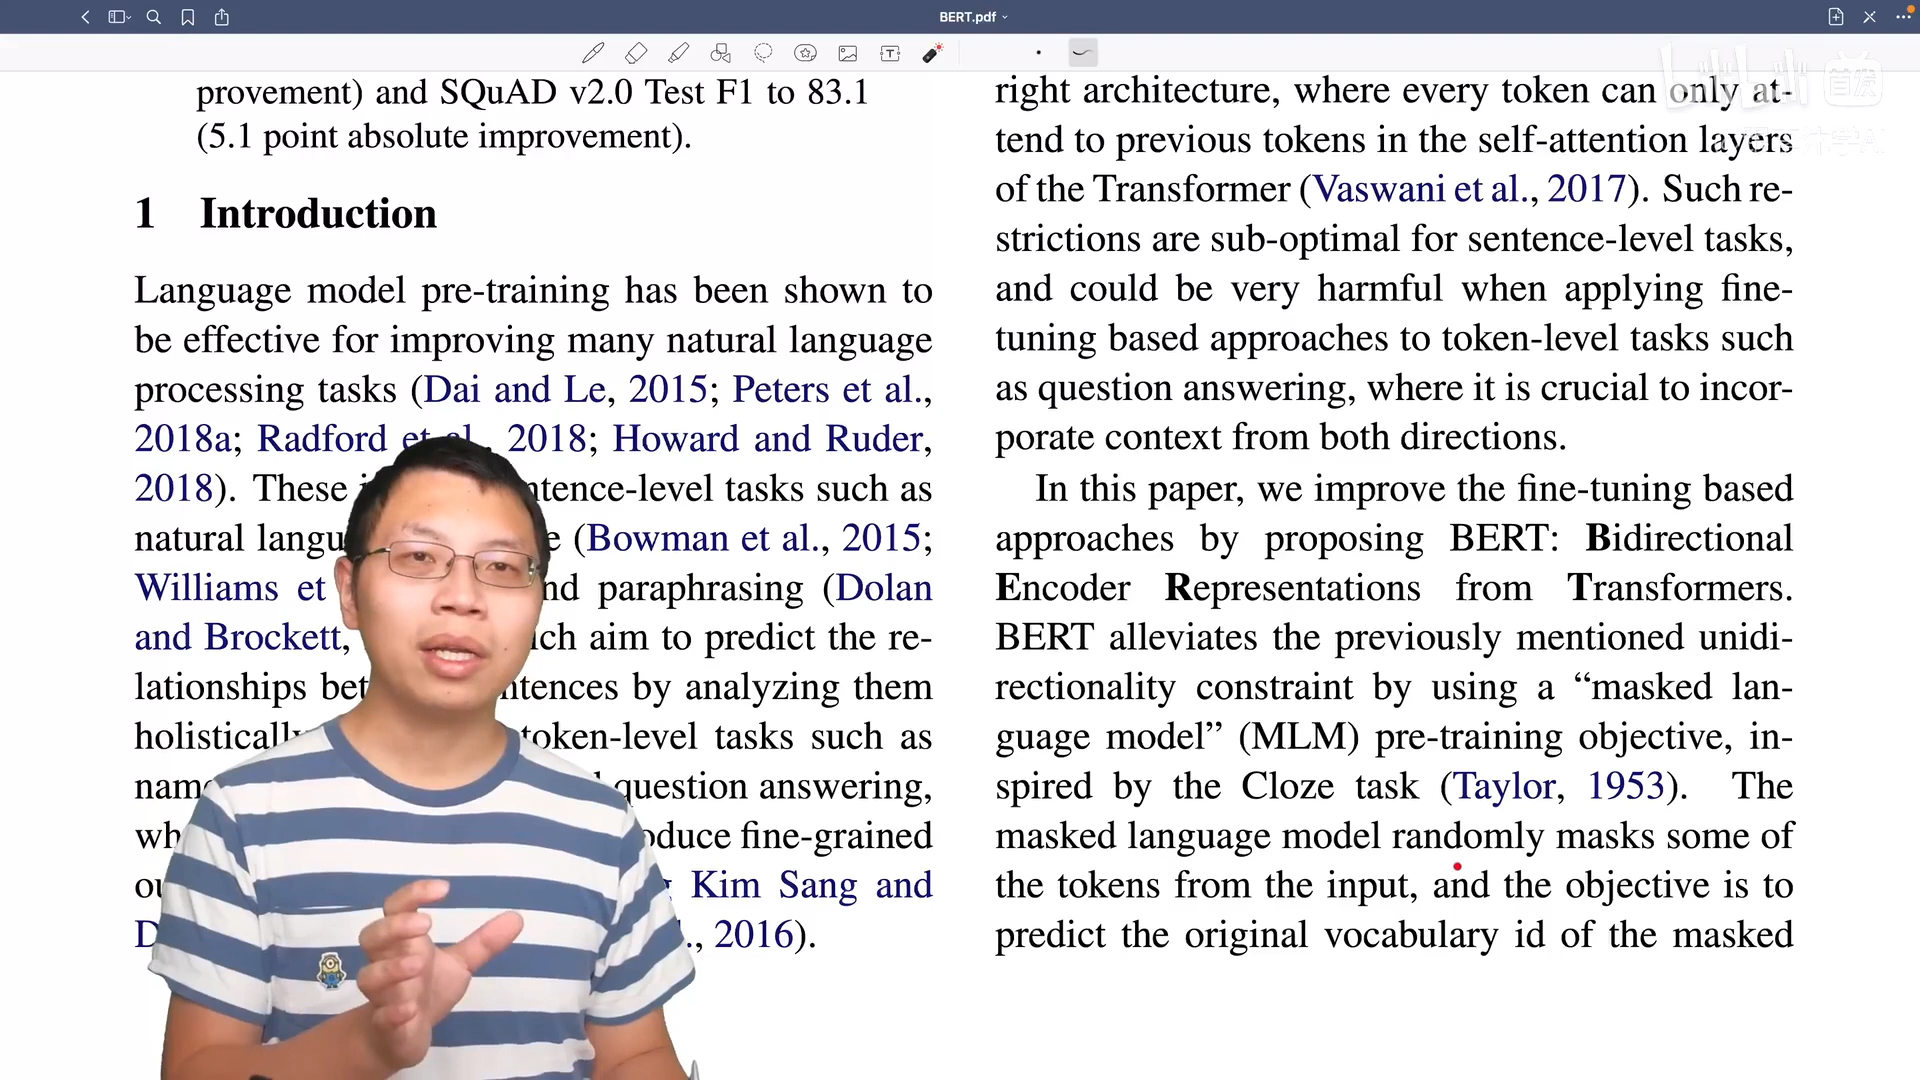 BERT.pdf
bilibili 首发
provement) and SQuAD v2.0 Test F1 to 83.1
(5.1 point absolute improvement).
1 Introduction
Language model pre-training has been shown to
be effective for improving many natural language
processing tasks (Dai and Le, 2015; Peters et al.,
2018a; Radford et al., 2018; Howard and Ruder,
2018). These tence-level tasks such as
natural langu e (Bowman et al., 2015;
Williams et nd paraphrasing (Dolan
and Brockett, ich aim to predict the re-
lationships bet ntences by analyzing them
holistically token-level tasks such as
name question answering,
wh oduce fine-grained
ou g Kim Sang and
D ., 2016).
right architecture, where every token can only at-
tend to previous tokens in the self-attention layers
of the Transformer (Vaswani et al., 2017). Such re-
strictions are sub-optimal for sentence-level tasks,
and could be very harmful when applying fine-
tuning based approaches to token-level tasks such
as question answering, where it is crucial to incor-
porate context from both directions.
In this paper, we improve the fine-tuning based
approaches by proposing BERT: Bidirectional
Encoder Representations from Transformers.
BERT alleviates the previously mentioned unidi-
rectionality constraint by using a “masked lan-
guage model” (MLM) pre-training objective, in-
spired by the Cloze task (Taylor, 1953). The
masked language model randomly masks some of
the tokens from the input, and the objective is to
predict the original vocabulary id of the masked